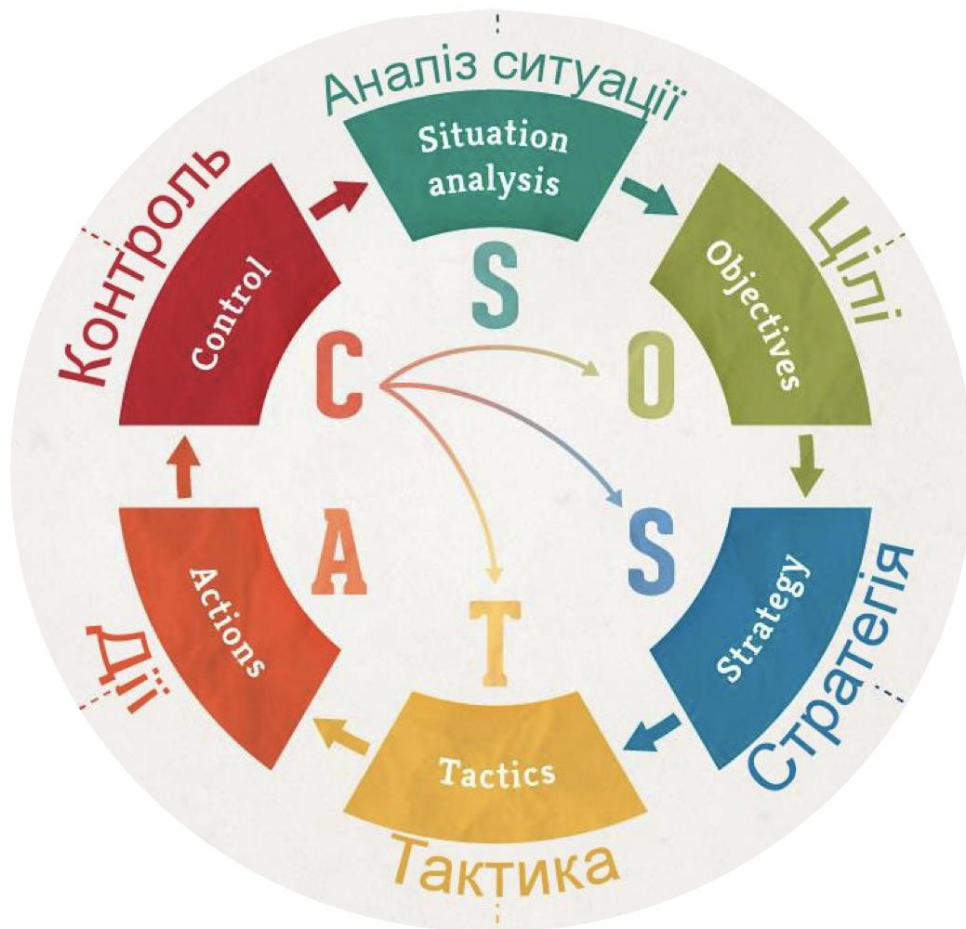 Аналіз ситуації
Situation
analysis
S
Цілі
Objectives
O
Стратегія
Strategy
S
Тактика
Tactics
T
Дії
Actions
A
Контроль
Control
C